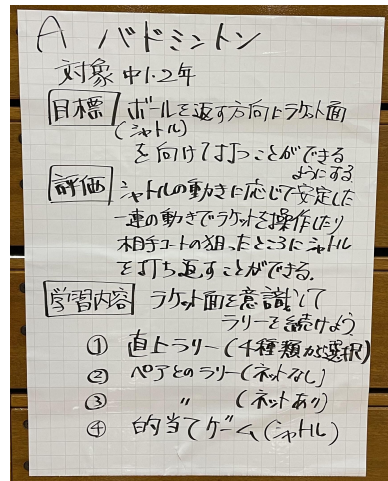 A バドミントン
対象 中1・2年
目標 ボールを返す方向にラケット面
(シャトル)
を向けて打つことができる
ようにする
評価 シャトルの動きに応じて安定した
一連の動きでラケットを操作したり
相手コートの狙ったところにシャトル
を打ち返すことができる.
学習内容 ラケット面を意識して
ラリーを続けよう
① 直上ラリー(4種類から選択)
② ペアとのラリー(ネットなし)
③ 〃 (ネットあり)
④ 的当てゲーム(シャトル)